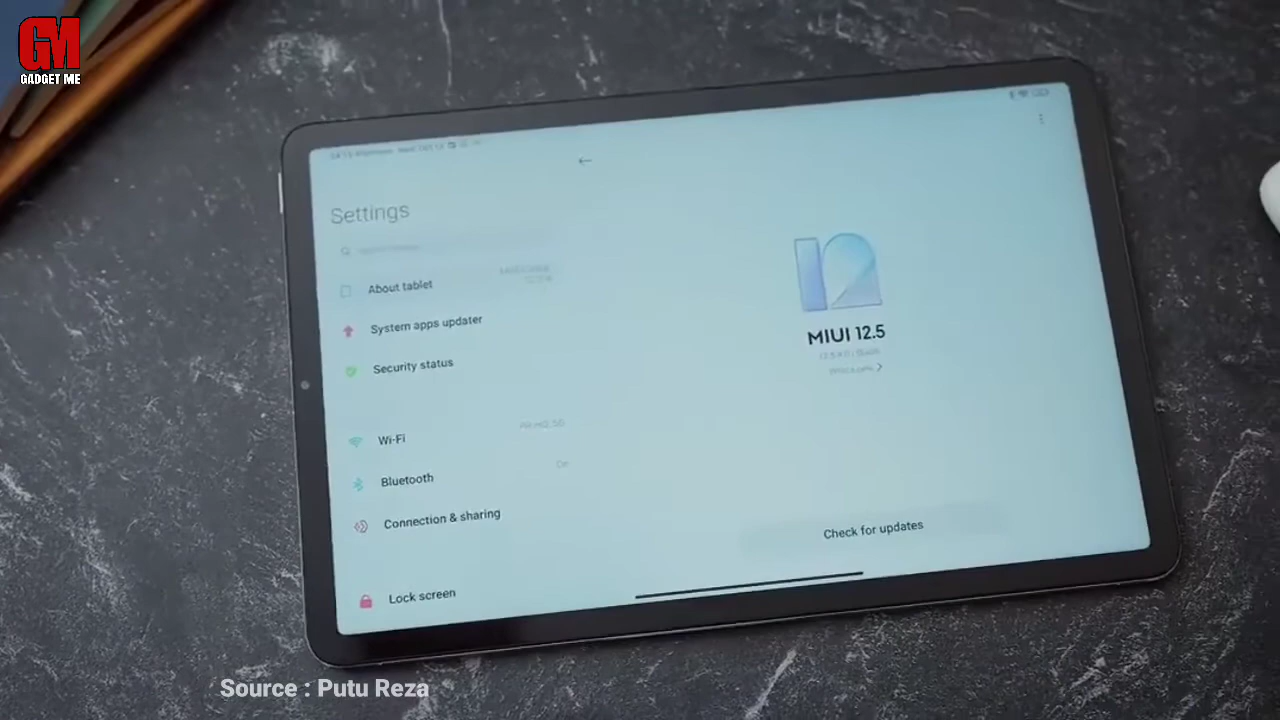 GM
GADGET ME
Settings
About tablet
System apps updater
Security status
Wi-Fi
Bluetooth
Connection & sharing
Lock screen
12
MIUI 12.5
Check for updates
Source : Putu Reza